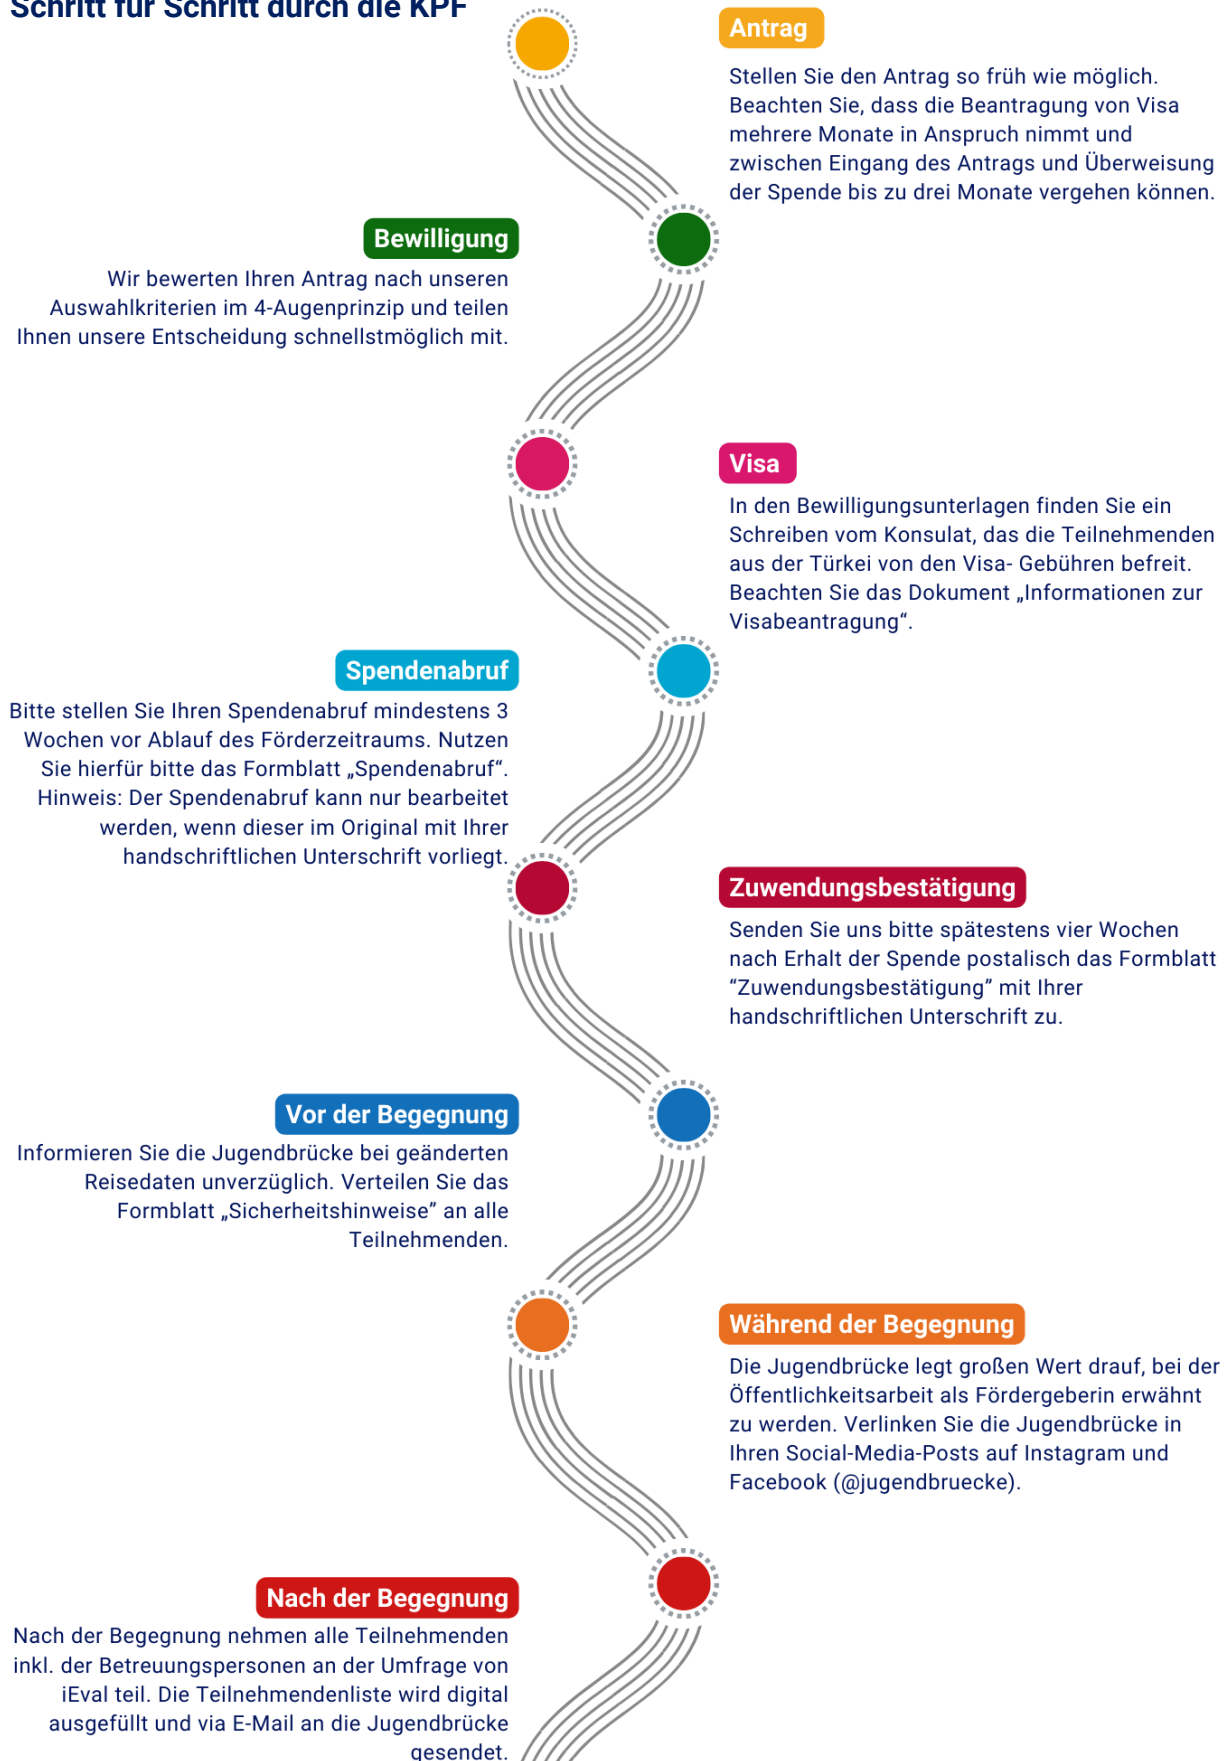 Schritt für Schritt durch die KPF
Antrag
Stellen Sie den Antrag so früh wie möglich.
Beachten Sie, dass die Beantragung von Visa
mehrere Monate in Anspruch nimmt und
zwischen Eingang des Antrags und Überweisung
der Spende bis zu drei Monate vergehen können.
Bewilligung
Wir bewerten Ihren Antrag nach unseren
Auswahlkriterien im 4-Augenprinzip und teilen
Ihnen unsere Entscheidung schnellstmöglich mit.
Visa
In den Bewilligungsunterlagen finden Sie ein
Schreiben vom Konsulat, das die Teilnehmenden
aus der Türkei von den Visa- Gebühren befreit.
Beachten Sie das Dokument „Informationen zur
Visabeantragung“.
Spendenabruf
Bitte stellen Sie Ihren Spendenabruf mindestens 3
Wochen vor Ablauf des Förderzeitraums. Nutzen
Sie hierfür bitte das Formblatt „Spendenabruf“.
Hinweis: Der Spendenabruf kann nur bearbeitet
werden, wenn dieser im Original mit Ihrer
handschriftlichen Unterschrift vorliegt.
Zuwendungsbestätigung
Senden Sie uns bitte spätestens vier Wochen
nach Erhalt der Spende postalisch das Formblatt
“Zuwendungsbestätigung” mit Ihrer
handschriftlichen Unterschrift zu.
Vor der Begegnung
Informieren Sie die Jugendbrücke bei geänderten
Reisedaten unverzüglich. Verteilen Sie das
Formblatt „Sicherheitshinweise” an alle
Teilnehmenden.
Während der Begegnung
Die Jugendbrücke legt großen Wert drauf, bei der
Öffentlichkeitsarbeit als Fördergeberin erwähnt
zu werden. Verlinken Sie die Jugendbrücke in
Ihren Social-Media-Posts auf Instagram und
Facebook (@jugendbruecke).
Nach der Begegnung
Nach der Begegnung nehmen alle Teilnehmenden
inkl. der Betreuungspersonen an der Umfrage von
iEval teil. Die Teilnehmendenliste wird digital
ausgefüllt und via E-Mail an die Jugendbrücke
gesendet.